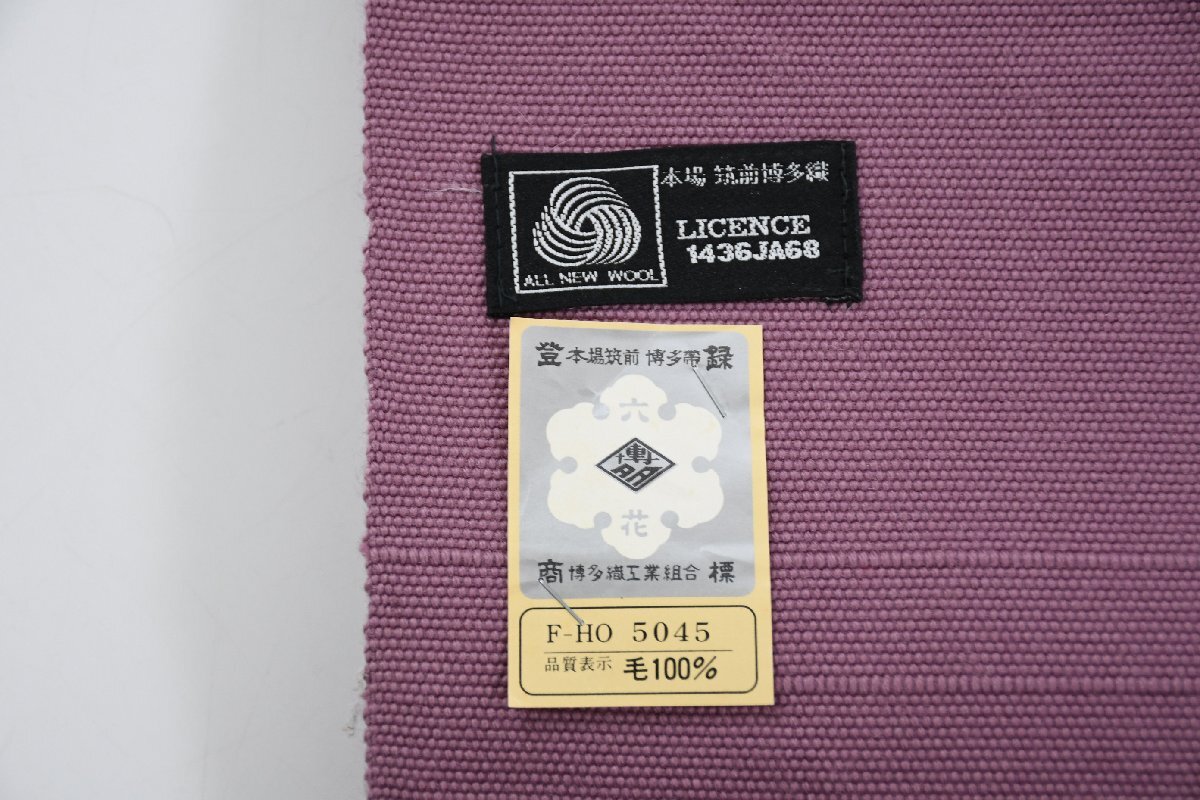 本場 筑前博多織
LICENCE
1436JA68
ALL NEW WOOL
登 本場筑前 博多帯 録
六
花
商 博多織工業組合 標
F-HO 5045
品質表示 毛100%